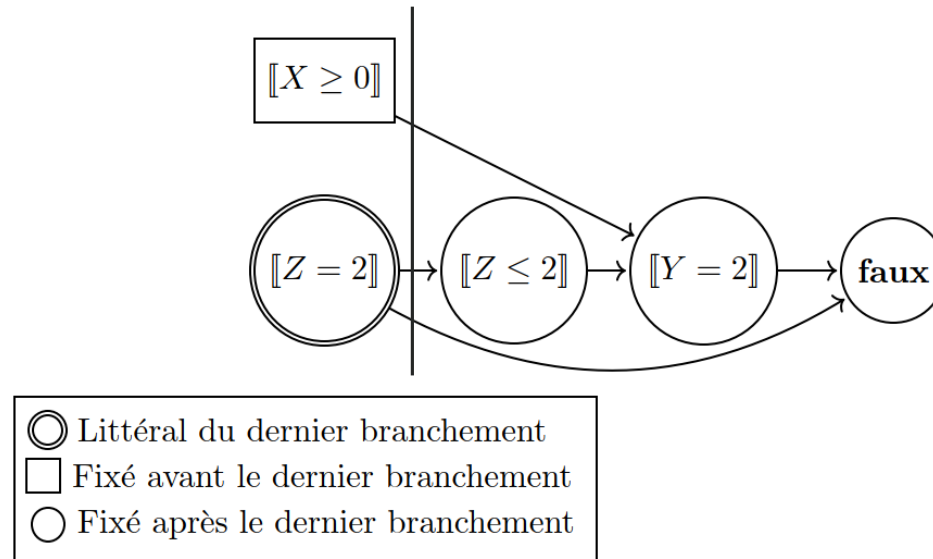 ⟦X ≥ 0⟧
⟦Z = 2⟧ ⟦Z ≤ 2⟧ ⟦Y = 2⟧ faux
Littéral du dernier branchement
Fixé avant le dernier branchement
Fixé après le dernier branchement